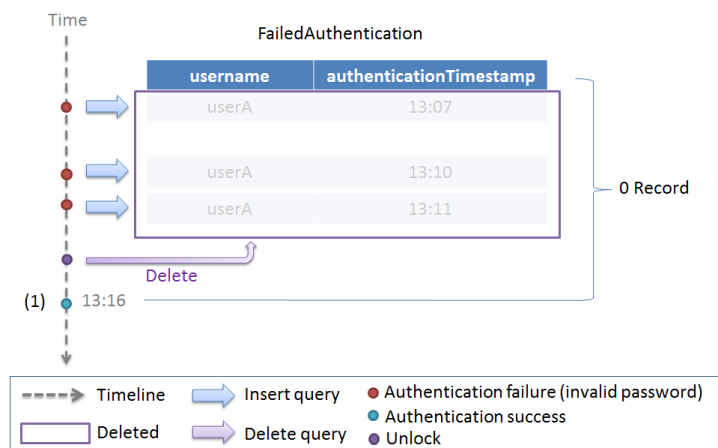 Time
FailedAuthentication
username authenticationTimestamp
userA 13:07
userA 13:10
userA 13:11
0 Record
Delete
(1) 13:16
Timeline Insert query Authentication failure (invalid password)
Authentication success
Deleted Delete query Unlock